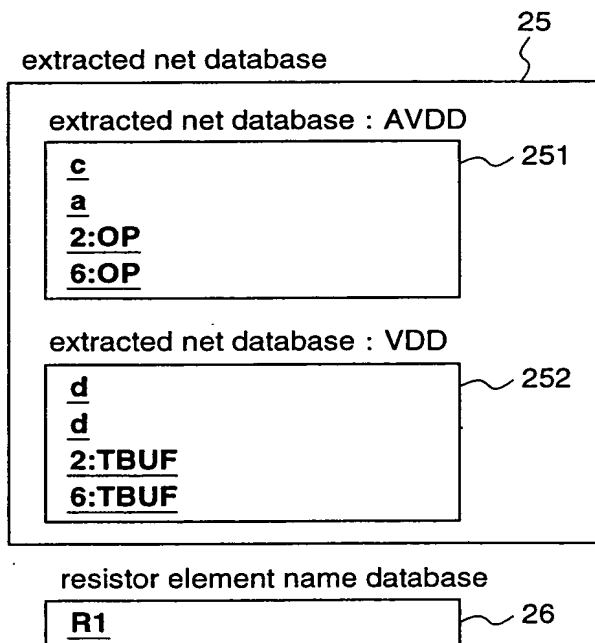 25
extracted net database
extracted net database : AVDD
c
251
a
2:OP
6:OP
extracted net database : VDD
d
252
d
2:TBUF
6:TBUF
resistor element name database
R1
26